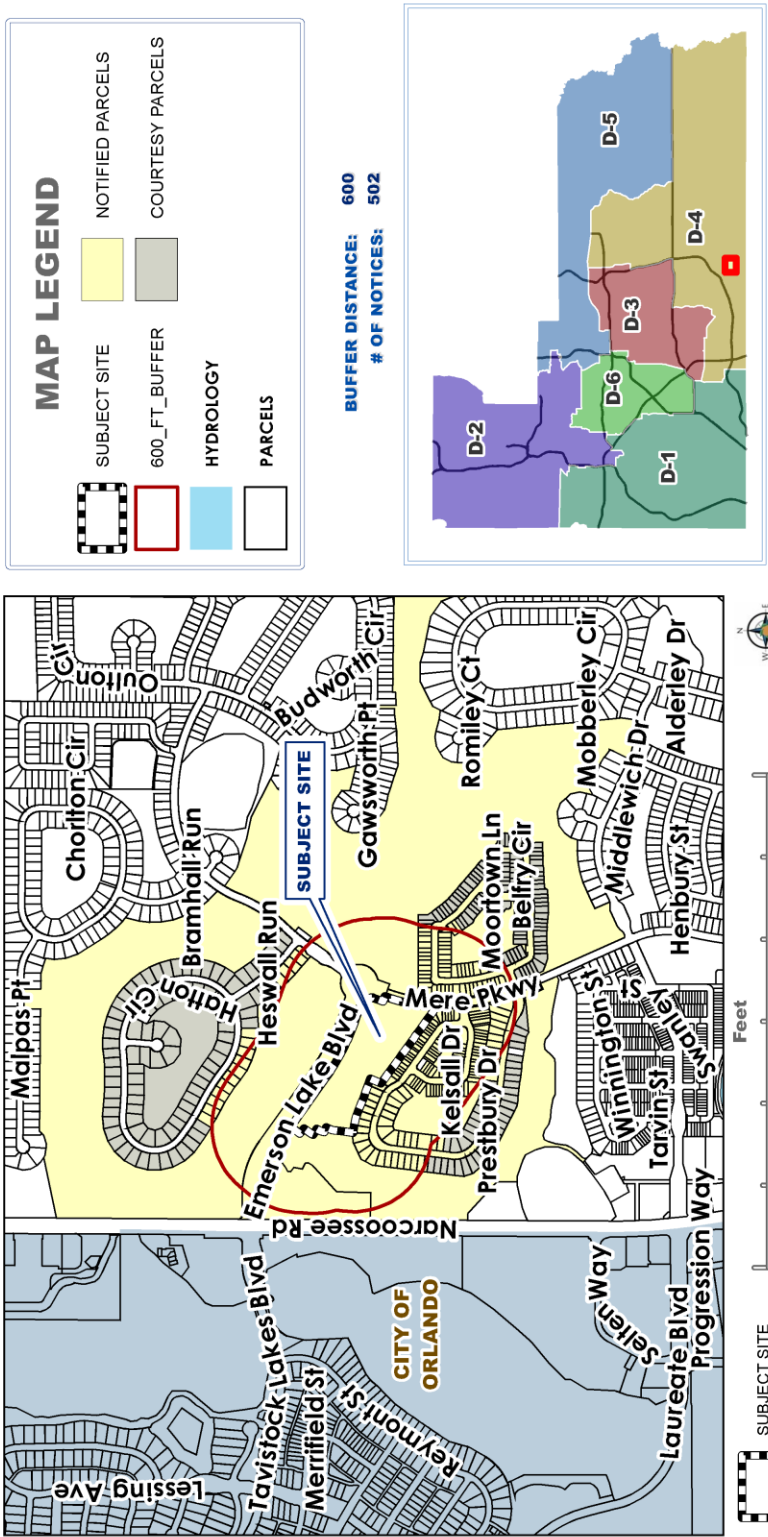 MAP LEGEND
SUBJECT SITE
600_FT_BUFFER
HYDROLOGY
PARCELS
NOTIFIED PARCELS
COURTESY PARCELS
BUFFER DISTANCE: 600
# OF NOTICES: 502
D-2
D-5
D-6
D-3
D-4
D-1
Malpas Pt
Chorlton Cir
Oulton Cir
Bramhall Run
Hatton Cir
Heswall Run
Budworth Cir
Gawsworth Pt
SUBJECT SITE
Emerson Lake Blvd
Narcoossee Rd
Mere Pkwy
Kelsall Dr
Prestbury Dr
Moortown Ln
Belfry Cir
Romiley Ct
Mobberley Cir
Middlewich Dr
Alderley Dr
Henbury St
Winnington St
Tarvin St
Swanley St
Lessing Ave
Tavistock Lakes Blvd
Merrifield St
Reymont St
CITY OF
ORLANDO
Selten Way
Laureate Blvd
Progression Way
Feet
N
W
E
SUBJECT SITE